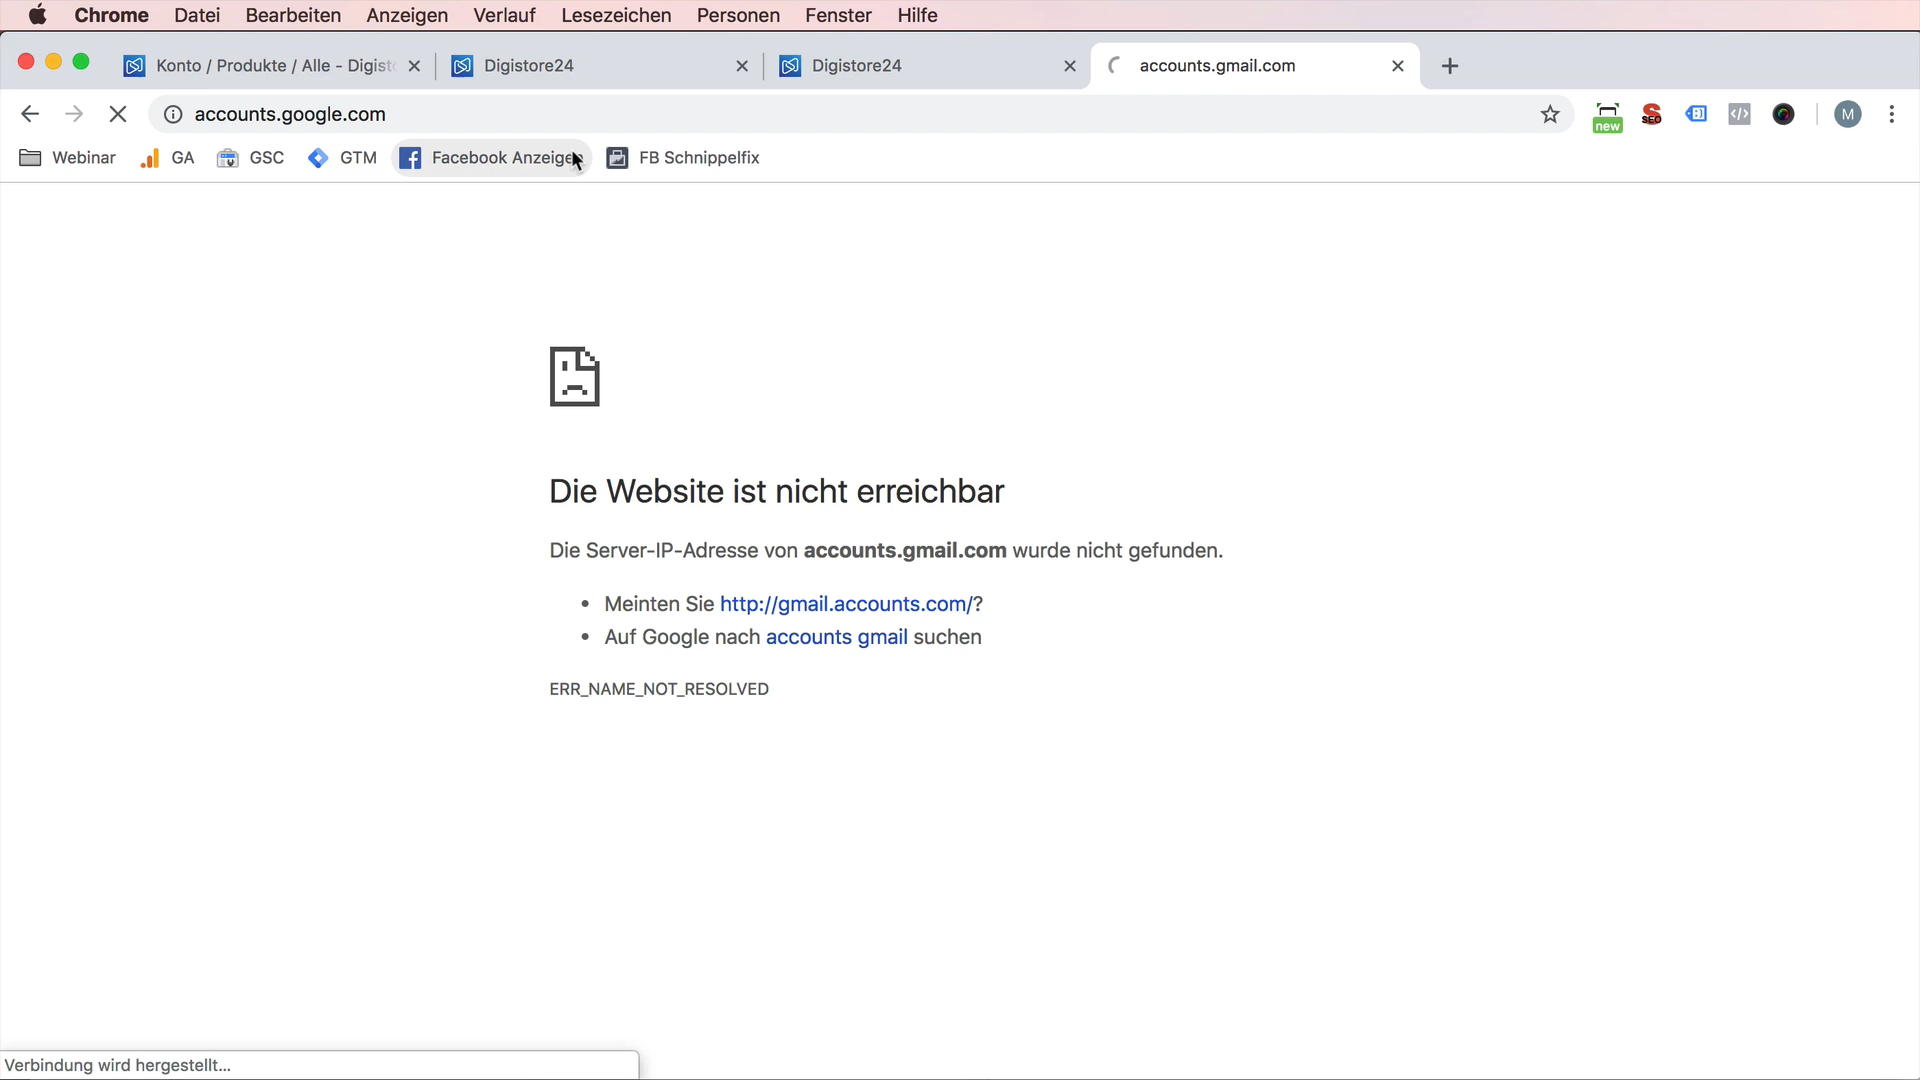 Chrome Datei Bearbeiten Anzeigen Verlauf Lesezeichen Personen Fenster Hilfe
Konto / Produkte / Alle - Digist Digistore24 Digistore24 accounts.gmail.com
accounts.google.com new SEO M
Webinar GA GSC GTM Facebook Anzeigen FB Schnippelfix
Die Website ist nicht erreichbar
Die Server-IP-Adresse von accounts.gmail.com wurde nicht gefunden.
• Meinten Sie http://gmail.accounts.com/?
• Auf Google nach accounts gmail suchen
ERR_NAME_NOT_RESOLVED
Verbindung wird hergestellt...